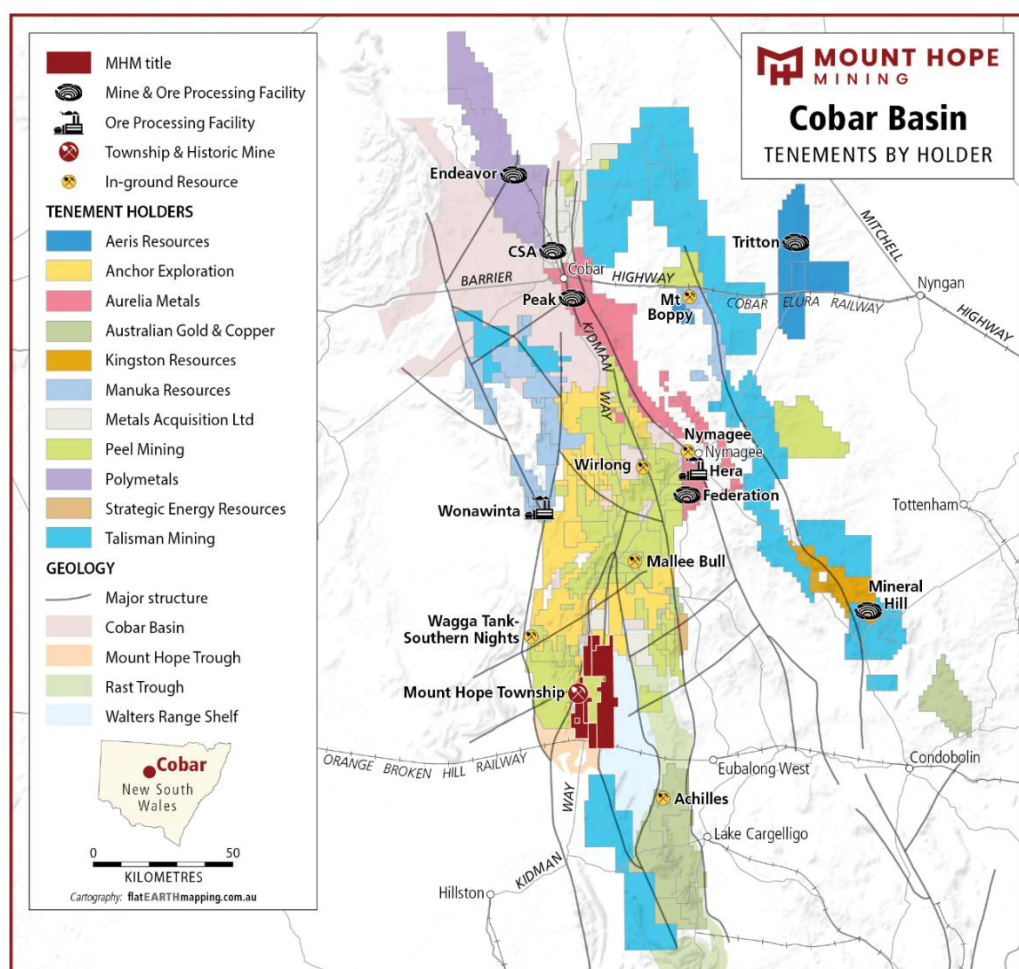 MHM title
Mine & Ore Processing Facility
Ore Processing Facility
Township & Historic Mine
In-ground Resource
TENEMENT HOLDERS
Aeris Resources
Anchor Exploration
Aurelia Metals
Australian Gold & Copper
Kingston Resources
Manuka Resources
Metals Acquisition Ltd
Peel Mining
Polymetals
Strategic Energy Resources
Talisman Mining
GEOLOGY
Major structure
Cobar Basin
Mount Hope Trough
Rast Trough
Walters Range Shelf
Cobar
New South
Wales
0 50
KILOMETRES
Cartography: flatEARTHmapping.com.au
MOUNT HOPE
MINING
Cobar Basin
TENEMENTS BY HOLDER
Endeavor
CSA
Cobar
BARRIER HIGHWAY
Peak
Tritton
MITCHELL
HIGHWAY
Nyngan
Mt
Boppy
COBAR ELURA RAILWAY
KIDMAN
WAY
Nymagee
Nymagee
Hera
Wirlong
Federation
Wonawinta
Tottenham
Mallee Bull
Mineral
Hill
Wagga Tank-
Southern Nights
Mount Hope Township
ORANGE BROKEN HILL RAILWAY
Eubalong West
Condobolin
Achilles
Lake Cargelligo
KIDMAN WAY
Hillston